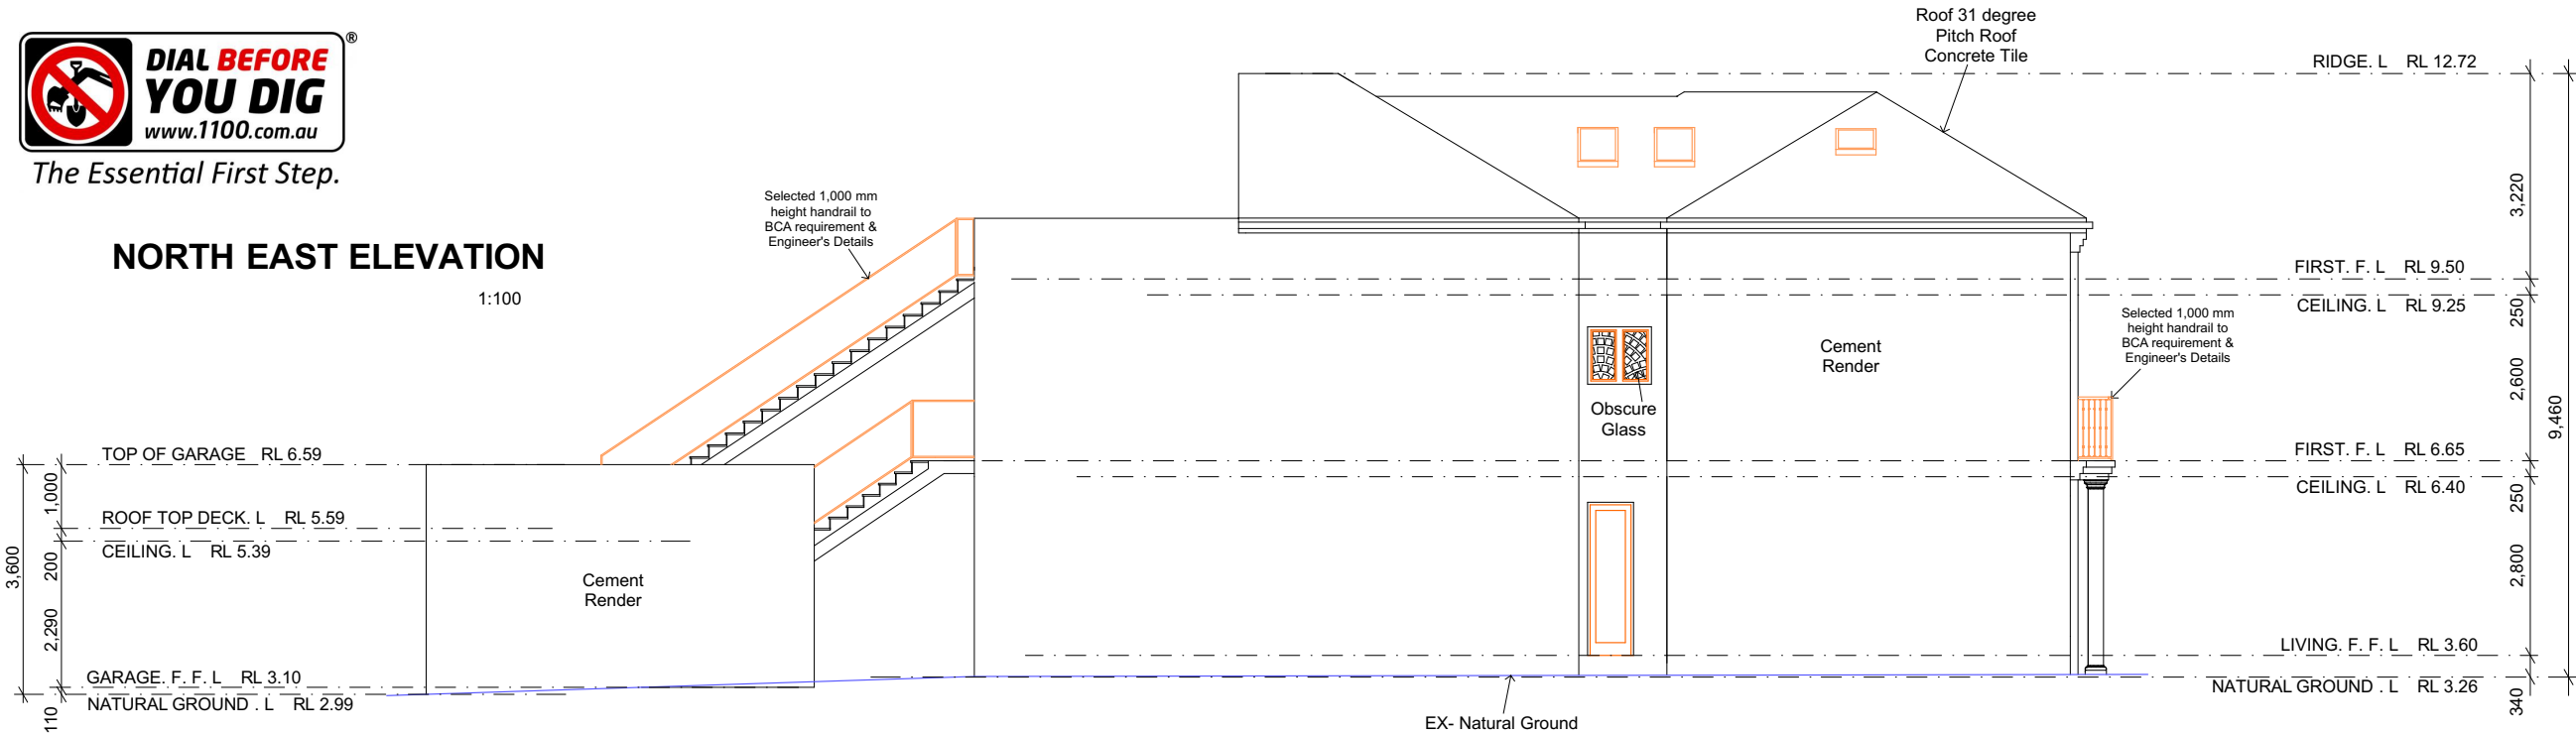 DIAL BEFORE ®
YOU DIG
www.1100.com.au
The Essential First Step.
NORTH EAST ELEVATION
1:100
Selected 1,000 mm
height handrail to
BCA requirement &
Engineer's Details
Roof 31 degree
Pitch Roof
Concrete Tile
RIDGE. L RL 12.72
3,220
FIRST. F. L RL 9.50
CEILING. L RL 9.25
250
Selected 1,000 mm
height handrail to
BCA requirement &
Engineer's Details
Cement
Render
2,600
9,460
Obscure
Glass
FIRST. F. L RL 6.65
CEILING. L RL 6.40
250
2,800
LIVING. F. F. L RL 3.60
NATURAL GROUND . L RL 3.26
340
TOP OF GARAGE RL 6.59
1,000
ROOF TOP DECK. L RL 5.59
CEILING. L RL 5.39
200
3,600
Cement
Render
2,290
GARAGE. F. F. L RL 3.10
NATURAL GROUND . L RL 2.99
110
EX- Natural Ground